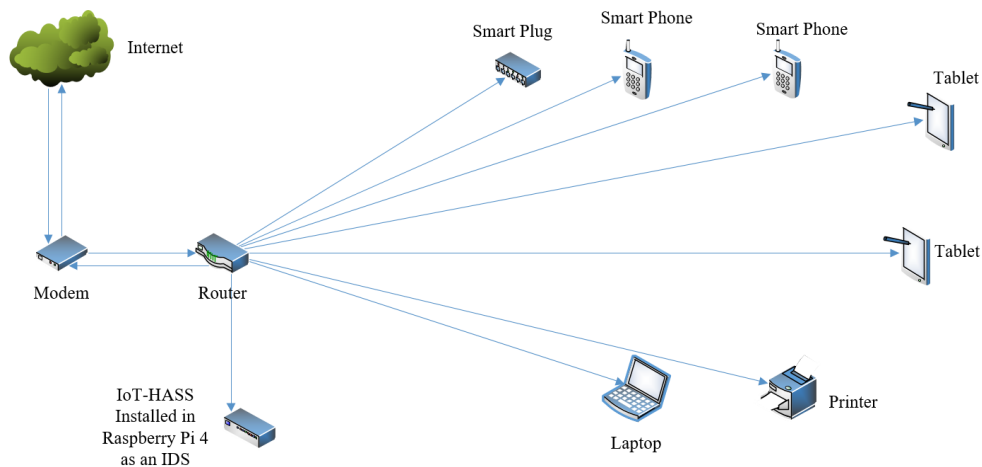 Internet
Smart Plug
Smart Phone
Smart Phone
Tablet
Modem
Router
Tablet
IoT-HASS
Installed in
Raspberry Pi 4
as an IDS
Laptop
Printer